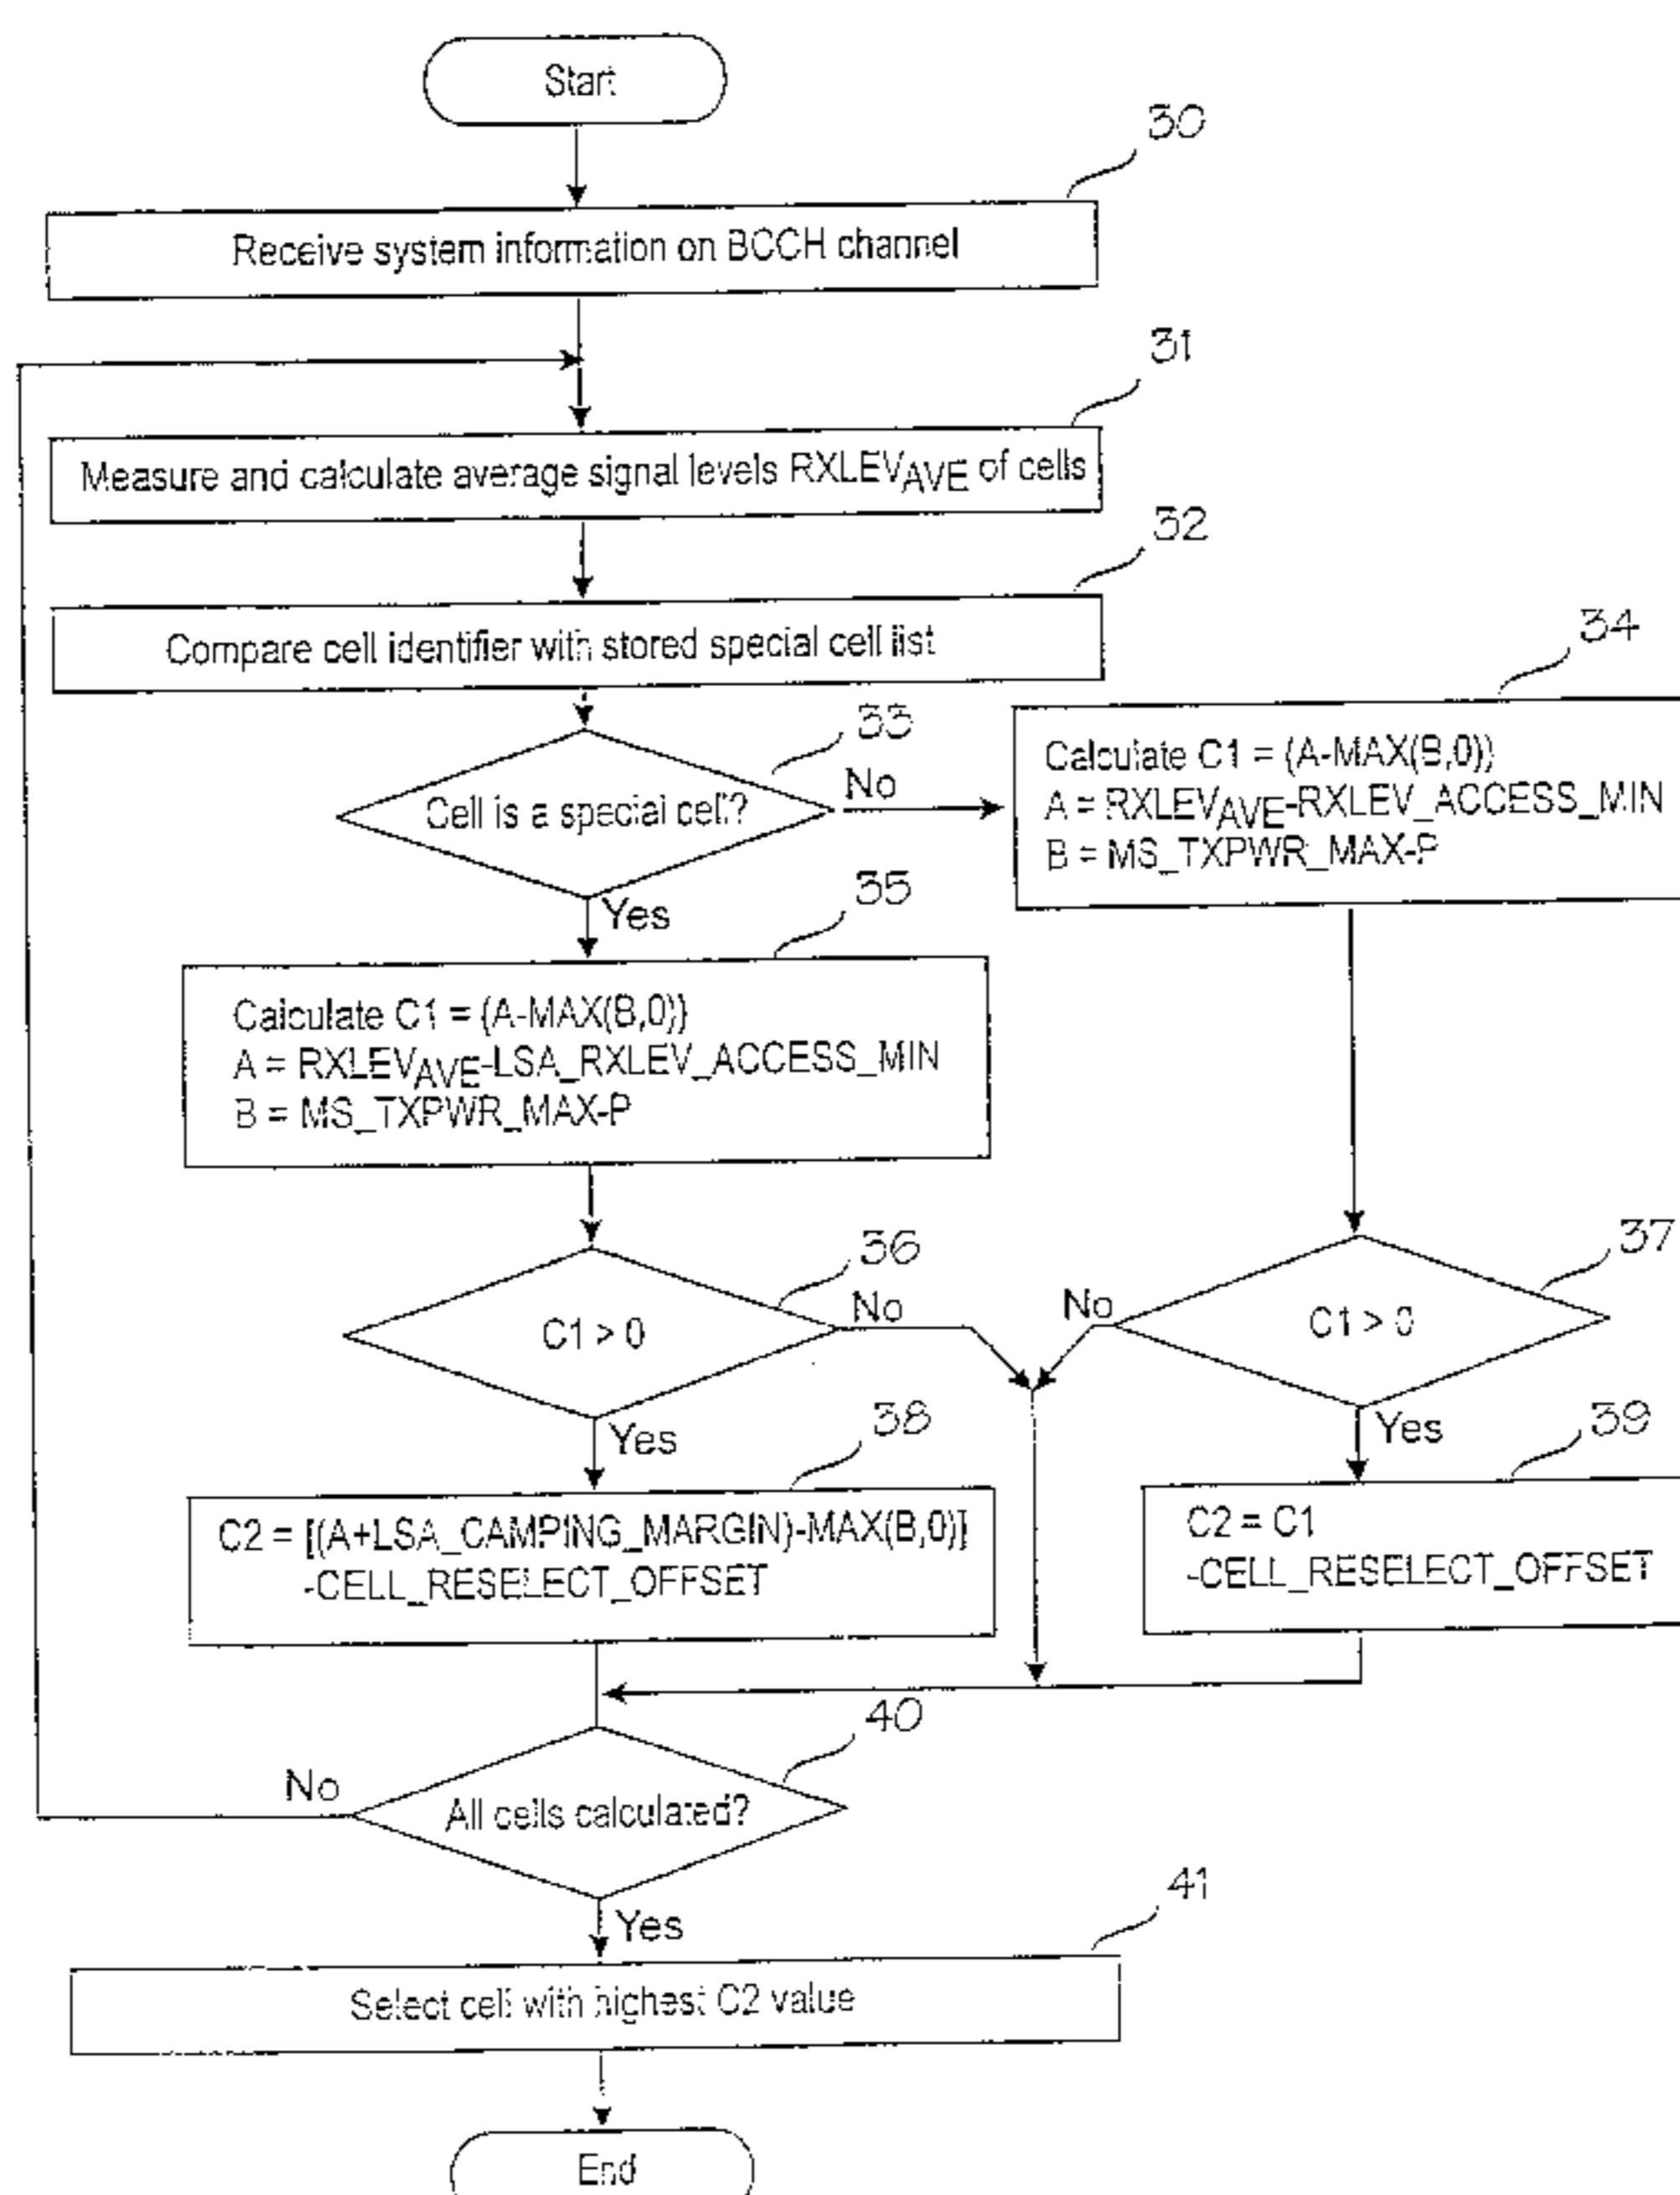 Start
30
Receive system information on BCCH channel
31
Measure and calculate average signal levels RXLEVAVE of cells
32
Compare cell identifier with stored special cell list
33
Cell is a special cell?
No
34
Calculate C1 = (A-MAX(B,0))
A = RXLEVAVE-RXLEV_ACCESS_MIN
B = MS_TXPWR_MAX-P
Yes
35
Calculate C1 = (A-MAX(B,0))
A = RXLEVAVE-LSA_RXLEV_ACCESS_MIN
B = MS_TXPWR_MAX-P
36
C1 > 0
No
37
C1 > 0
No
Yes
38
C2 = [(A+LSA_CAMPING_MARGIN)-MAX(B,0)]
-CELL_RESELECT_OFFSET
Yes
39
C2 = C1
-CELL_RESELECT_OFFSET
40
All cells calculated?
No
Yes
41
Select cell with highest C2 value
End